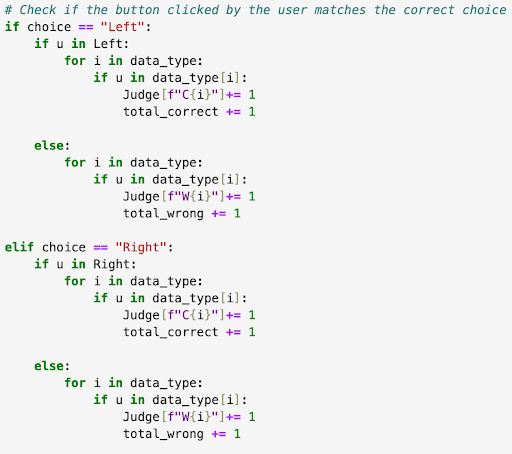 # Check if the button clicked by the user matches the correct choice
if choice == "Left":
    if u in Left:
        for i in data_type:
            if u in data_type[i]:
                Judge[f"C{i}"]+= 1
                total_correct += 1

    else:
        for i in data_type:
            if u in data_type[i]:
                Judge[f"W{i}"]+= 1
                total_wrong += 1

elif choice == "Right":
    if u in Right:
        for i in data_type:
            if u in data_type[i]:
                Judge[f"C{i}"]+= 1
                total_correct += 1

    else:
        for i in data_type:
            if u in data_type[i]:
                Judge[f"W{i}"]+= 1
                total_wrong += 1